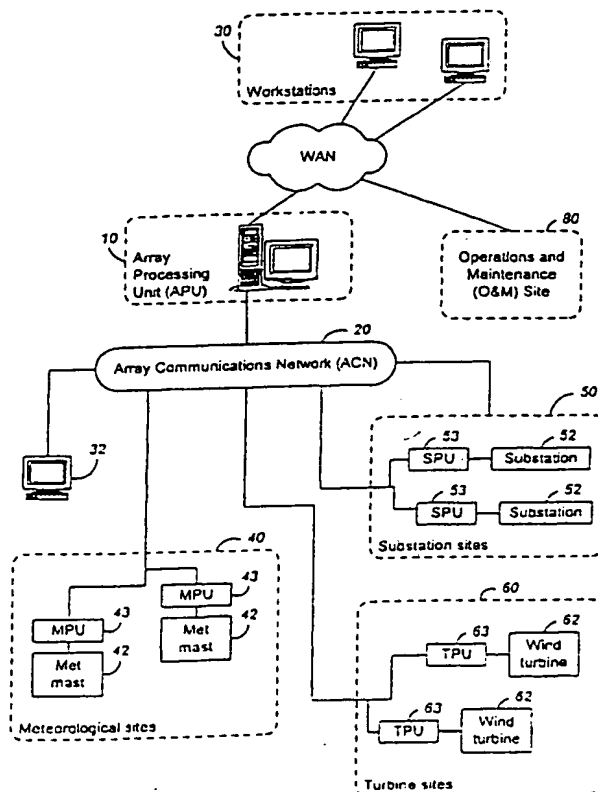 30
Workstations
WAN
10
Array
Processing
Unit (APU)
80
Operations and
Maintenance
(O&M) Site
20
Array Communications Network (ACN)
32
50
53
52
SPU
Substation
53
52
SPU
Substation
Substation sites
40
43
MPU
42
Met
mast
43
MPU
42
Met
mast
Meteorological sites
60
63
62
TPU
Wind
turbine
63
62
TPU
Wind
turbine
Turbine sites